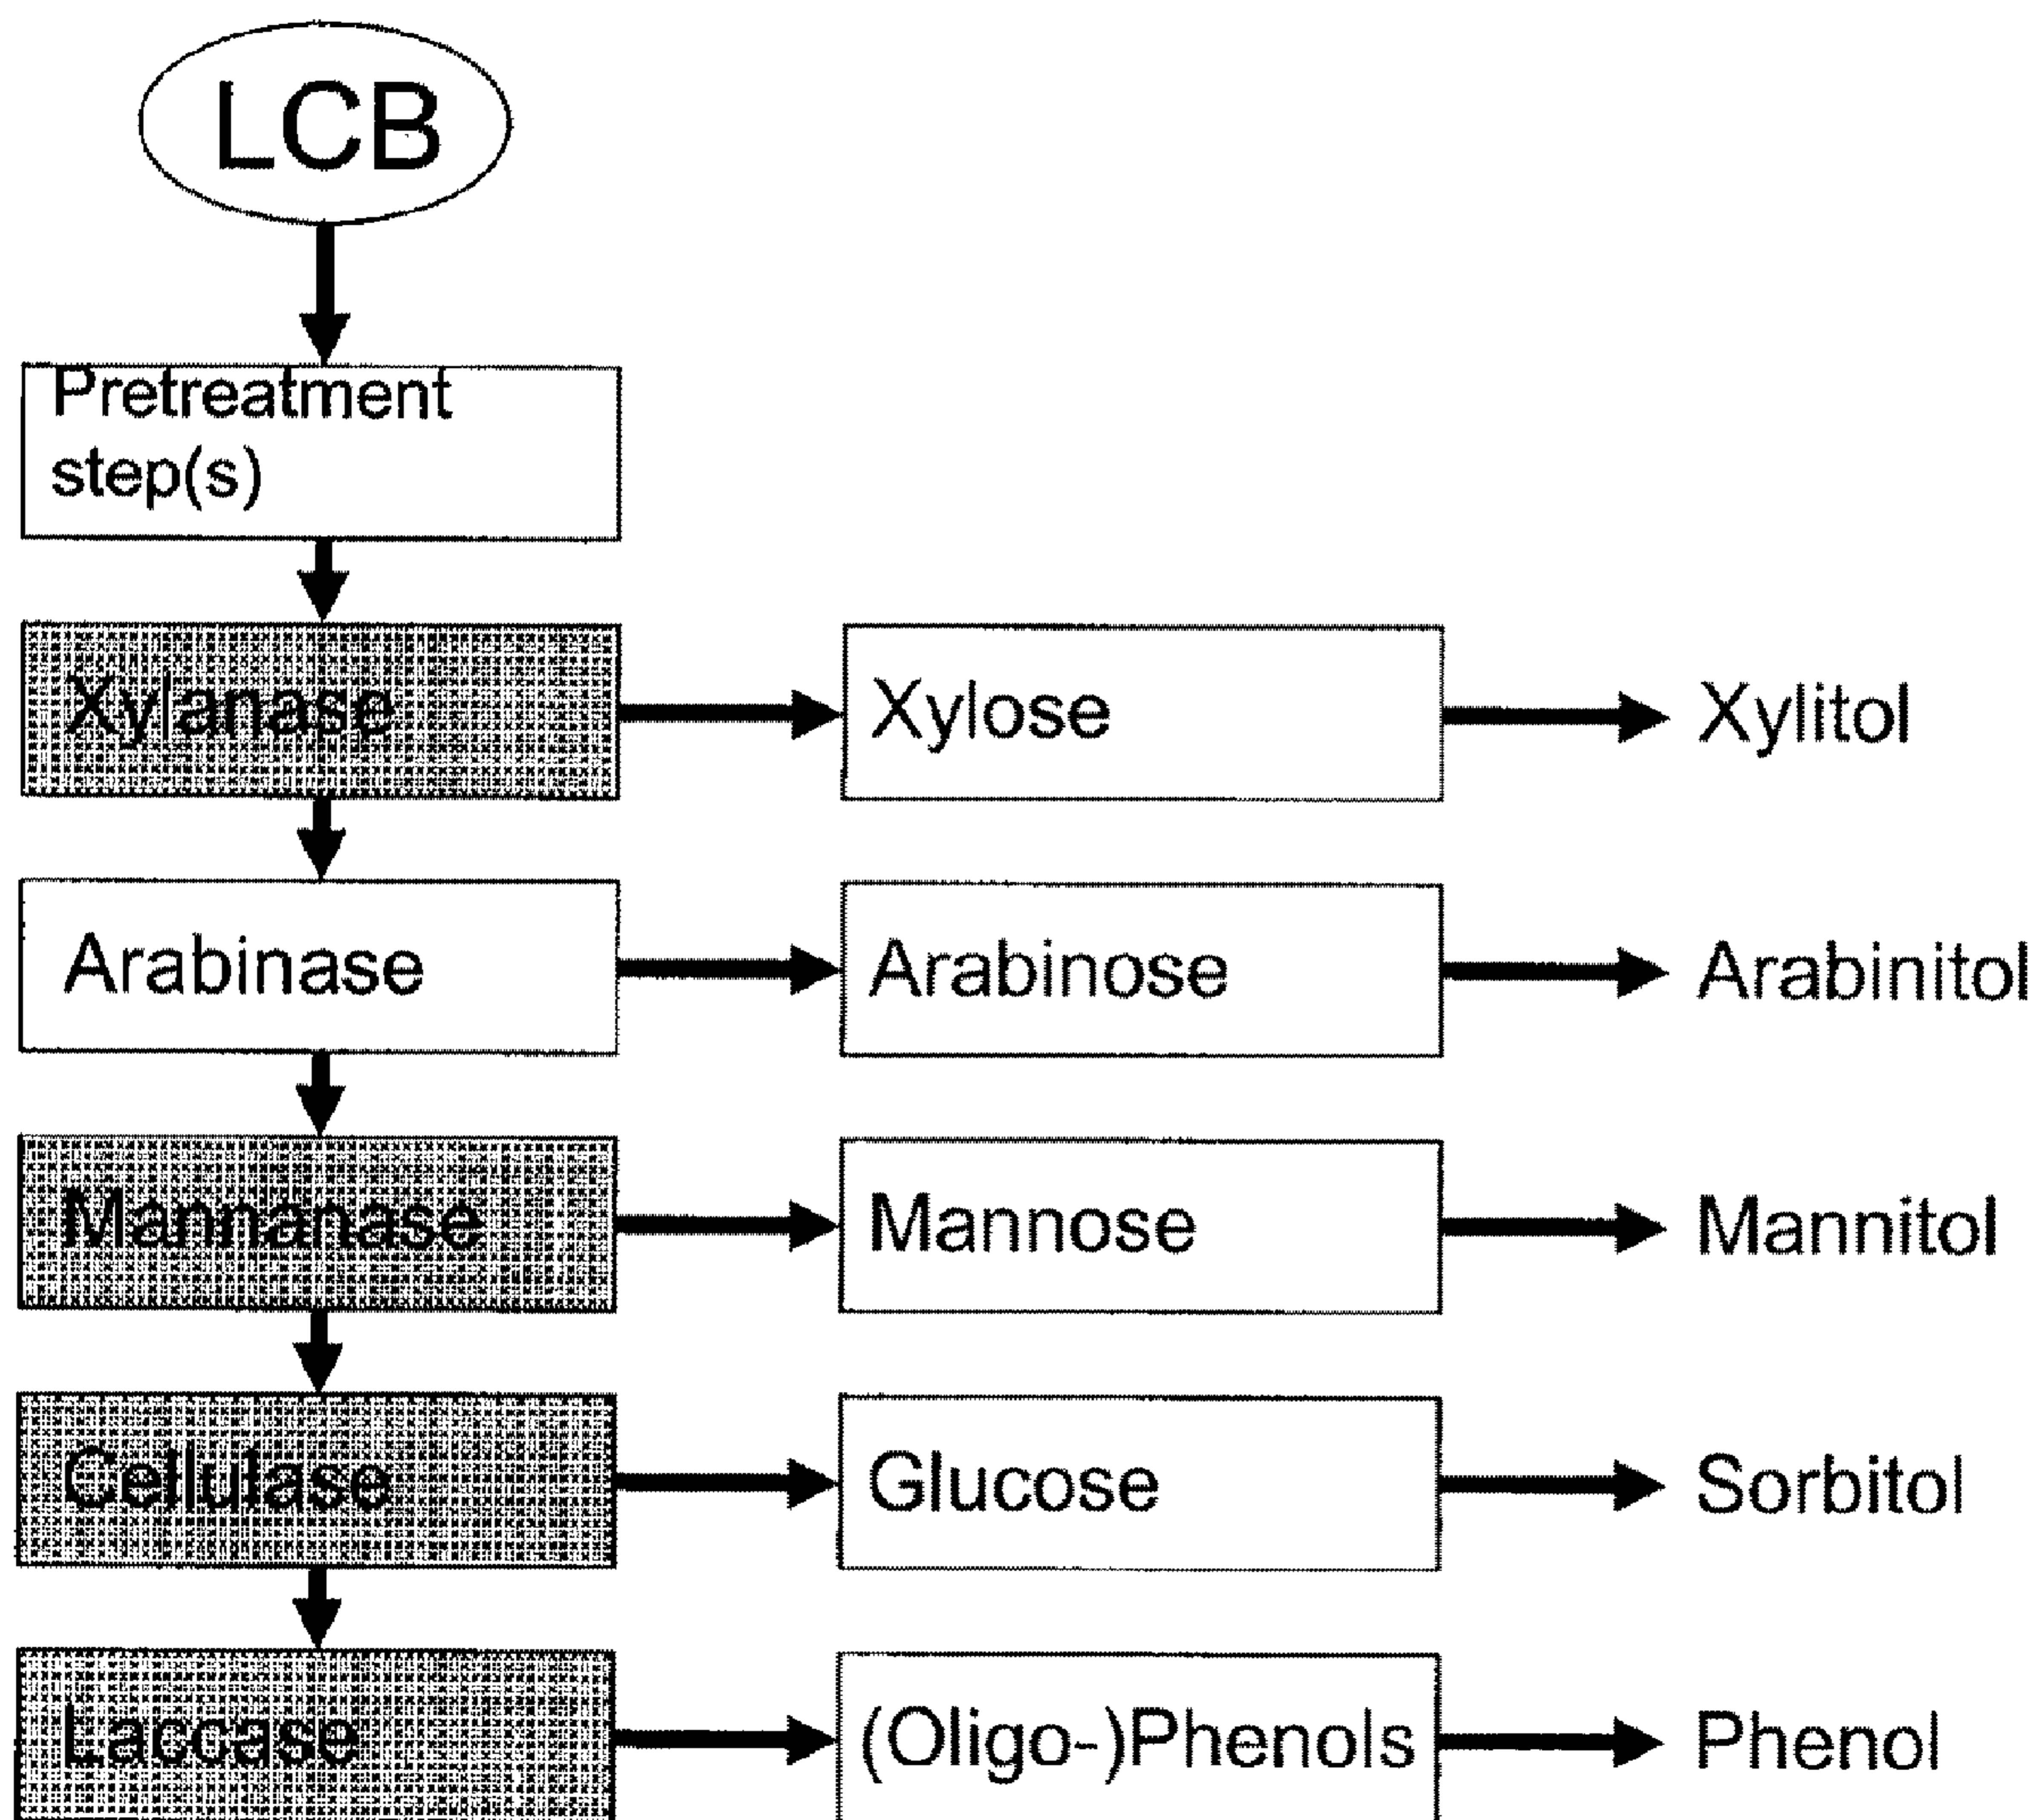 LCB
Pretreatment
step(s)
Xylanase
Xylose
Xylitol
Arabinase
Arabinose
Arabinitol
Mannanase
Mannose
Mannitol
Cellulase
Glucose
Sorbitol
Laccase
(Oligo-)Phenols
Phenol